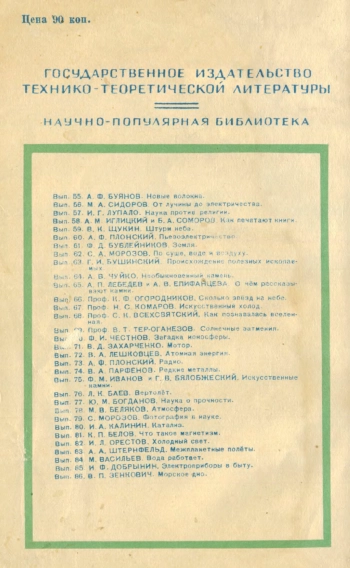 Цена 90 коп.
ГОСУДАРСТВЕННОЕ ИЗДАТЕЛЬСТВО
ТЕХНИКО-ТЕОРЕТИЧЕСКОЙ ЛИТЕРАТУРЫ
НАУЧНО-ПОПУЛЯРНАЯ БИБЛИОТЕКА
Вып. 55. А. Ф. БУЯНОВ. Новые волокна.
Вып. 56. М. А. СИДОРОВ. От лучины до электричества.
Вып. 57. И. Г. ЛУПАЛО. Наука против религии.
Вып. 58. А. М. ИГЛИЦКИЙ и Б. А. СОМОРОВ. Как печатают книги.
Вып. 59. В. К. ЩУКИН. Штурм неба.
Вып. 60. А. Ф. ПЛОНСКИЙ. Пьезоэлектричество.
Вып. 61. Ф. Д. БУБЛЕЙНИКОВ. Земля.
Вып. 62. С. А. МОРОЗОВ. По суше, воде и воздуху.
Вып. 63. Г. И. БУШИНСКИЙ. Происхождение полезных ископае-
мых.
Вып. 64. А. В. ЧУЙКО. Необыкновенный камень.
Вып. 65. А. П. ЛЕБЕДЕВ и А. В. ЕПИФАНЦЕВА. О чём рассказы-
вают камни.
Вып. 66. Проф. К. Ф. ОГОРОДНИКОВ. Сколько звёзд на небе.
Вып. 67. Проф. Н. С. КОМАРОВ. Искусственный холод.
Вып. 68. Проф. С. К. ВСЕХСВЯТСКИЙ. Как познавалась вселен-
ная.
Вып. Проф. В. Т. ТЕР-ОГАНЕЗОВ. Солнечные затмения.
Вып. Ф. И. ЧЕСТНОВ. Загадка ионосферы.
Вып. 71. В. Д. ЗАХАРЧЕНКО. Мотор.
Вып. 72. В. А. ЛЕШКОВЦЕВ. Атомная энергия.
Вып. 73. А. Ф. ПЛОНСКИЙ. Радио.
Вып. 74. В. А. ПАРФЕНОВ. Редкие металлы.
Вып. 75. Ф. М. ИВАНОВ и Г. В. БЯЛОБЖЕСКИЙ. Искусственные
камни.
Вып. 76. Л. К. БАЕВ. Вертолёт.
Вып. 77. Ю. М. БОГДАНОВ. Наука о прочности.
Вып. 78. М. В. БЕЛЯКОВ. Атмосфера.
Вып. 79. С. МОРОЗОВ. Фотография в науке.
Вып. 80. И. А. КАЛИНИН. Катализ.
Вып. 81. К. П. БЕЛОВ. Что такое магнетизм.
Вып. 82. И. Л. ОРЕСТОВ. Холодный свет.
Вып. 83. А. А. ШТЕРНФЕЛЬД. Межпланетные полёты.
Вып. 84. М. ВАСИЛЬЕВ. Вода работает.
Вып. 85. Н. Ф. ДОБРЫНИН. Электроприборы в быту.
Вып. 86. В. П. ЗЕНКОВИЧ. Морское дно.